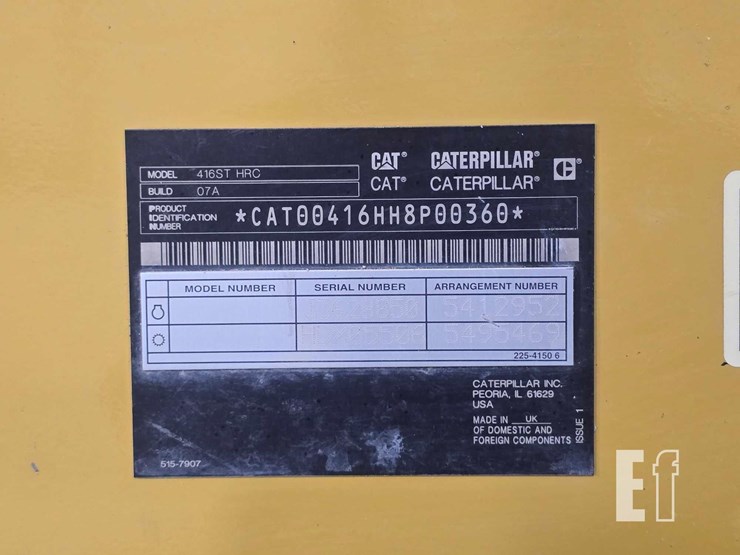 CAT® CATERPILLAR®
MODEL 416ST HRC
CAT® CATERPILLAR®
BUILD 07A
PRODUCT
IDENTIFICATION
NUMBER
*CAT00416HH8P00360*
MODEL NUMBER SERIAL NUMBER ARRANGEMENT NUMBER
225-4150 6
CATERPILLAR INC.
PEORIA, IL 61629
USA
MADE IN UK
OF DOMESTIC AND
FOREIGN COMPONENTS
ISSUE 1
515-7907
Ef